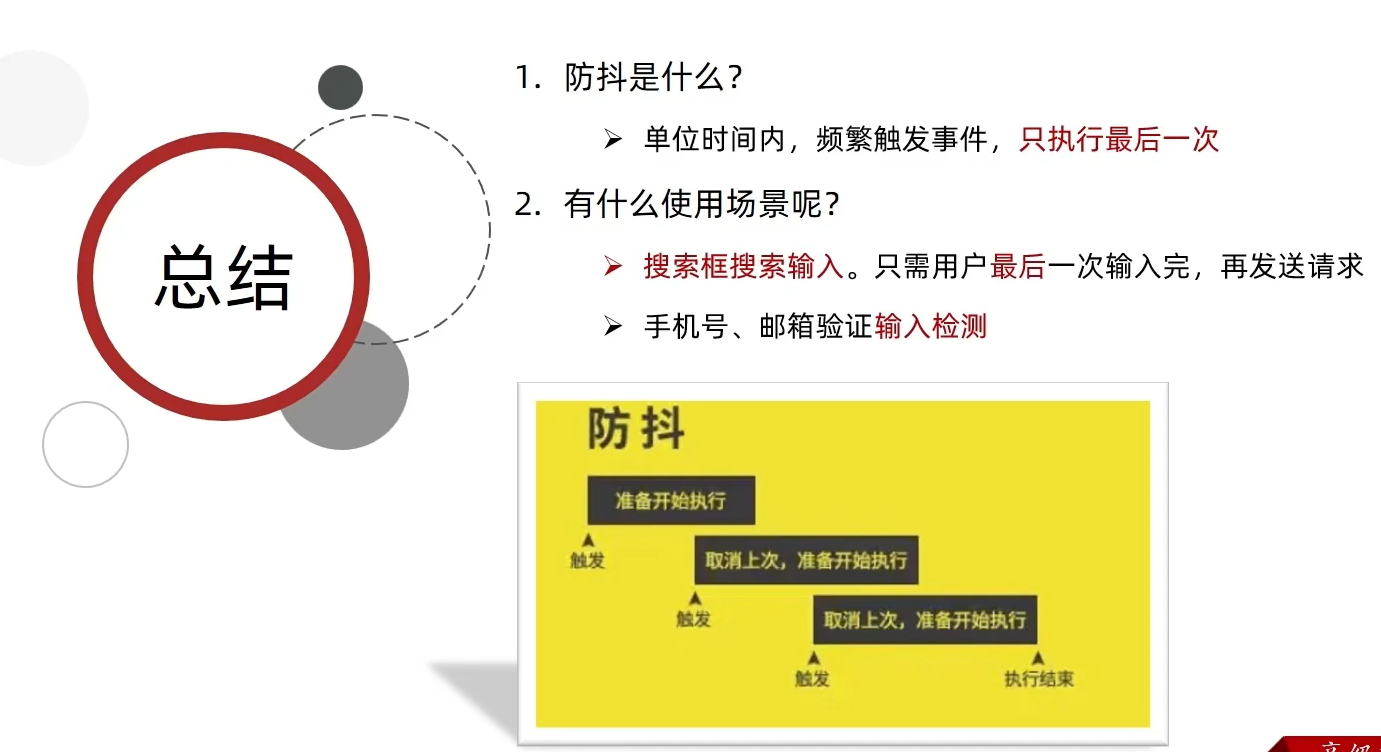 总结
1. 防抖是什么?
➢ 单位时间内，频繁触发事件，只执行最后一次
2. 有什么使用场景呢?
➢ 搜索框搜索输入。只需用户最后一次输入完，再发送请求
➢ 手机号、邮箱验证输入检测
防抖
准备开始执行
触发
取消上次，准备开始执行
触发
取消上次，准备开始执行
触发
执行结束